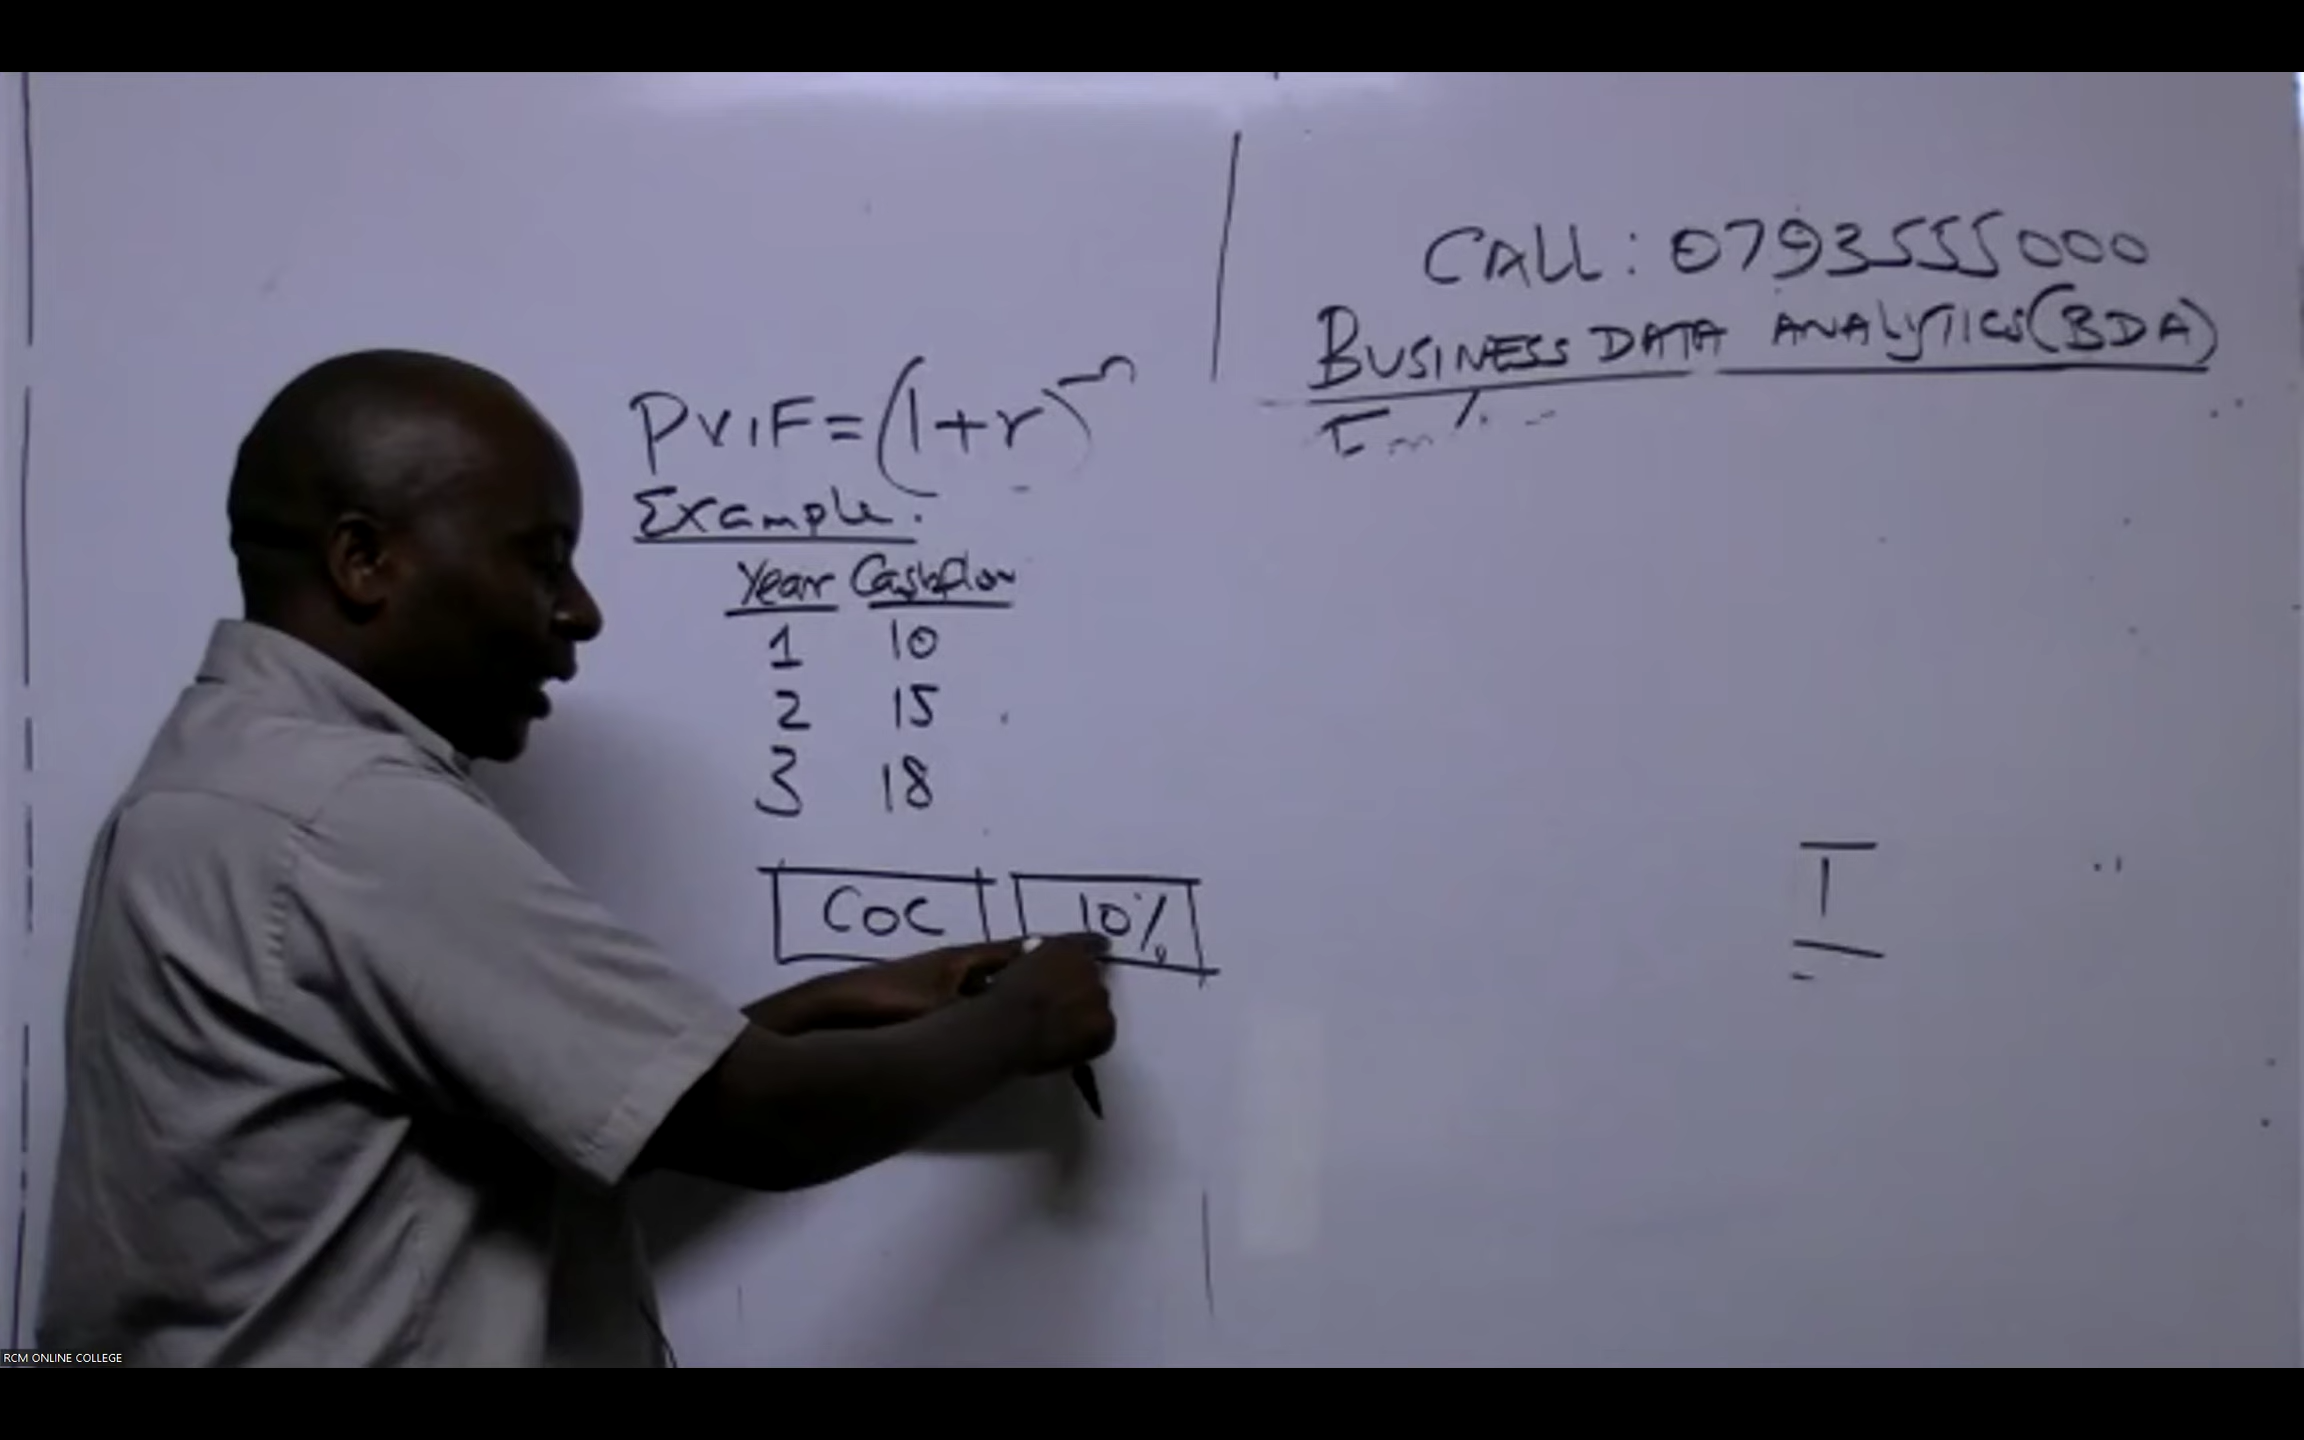 PVIF=(1+r)⁻ⁿ
Example:
Year Cashflow
1 10
2 15
3 18
COC 10%
CALL: 0793555000
BUSINESS DATA ANALYTICS(BDA)
I
RCM ONLINE COLLEGE